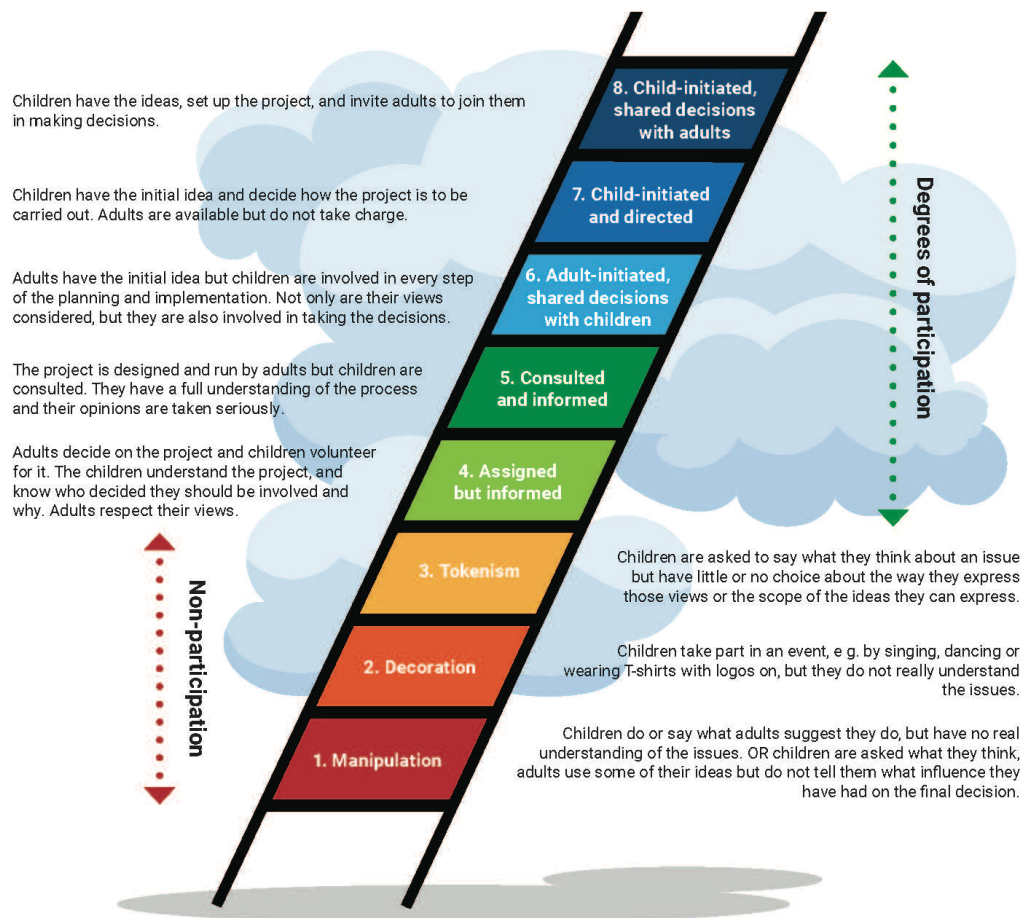 Children have the ideas, set up the project, and invite adults to join them
in making decisions.
8. Child-initiated,
shared decisions
with adults
Children have the initial idea and decide how the project is to be
carried out. Adults are available but do not take charge.
7. Child-initiated
and directed
Adults have the initial idea but children are involved in every step
of the planning and implementation. Not only are their views
considered, but they are also involved in taking the decisions.
6. Adult-initiated,
shared decisions
with children
The project is designed and run by adults but children are
consulted. They have a full understanding of the process
and their opinions are taken seriously.
5. Consulted
and informed
Adults decide on the project and children volunteer
for it. The children understand the project, and
know who decided they should be involved and
why. Adults respect their views.
4. Assigned
but informed
Degrees of participation
3. Tokenism
Children are asked to say what they think about an issue
but have little or no choice about the way they express
those views or the scope of the ideas they can express.
2. Decoration
Children take part in an event, e g. by singing, dancing or
wearing T-shirts with logos on, but they do not really understand
the issues.
1. Manipulation
Children do or say what adults suggest they do, but have no real
understanding of the issues. OR children are asked what they think,
adults use some of their ideas but do not tell them what influence they
have had on the final decision.
Non-participation